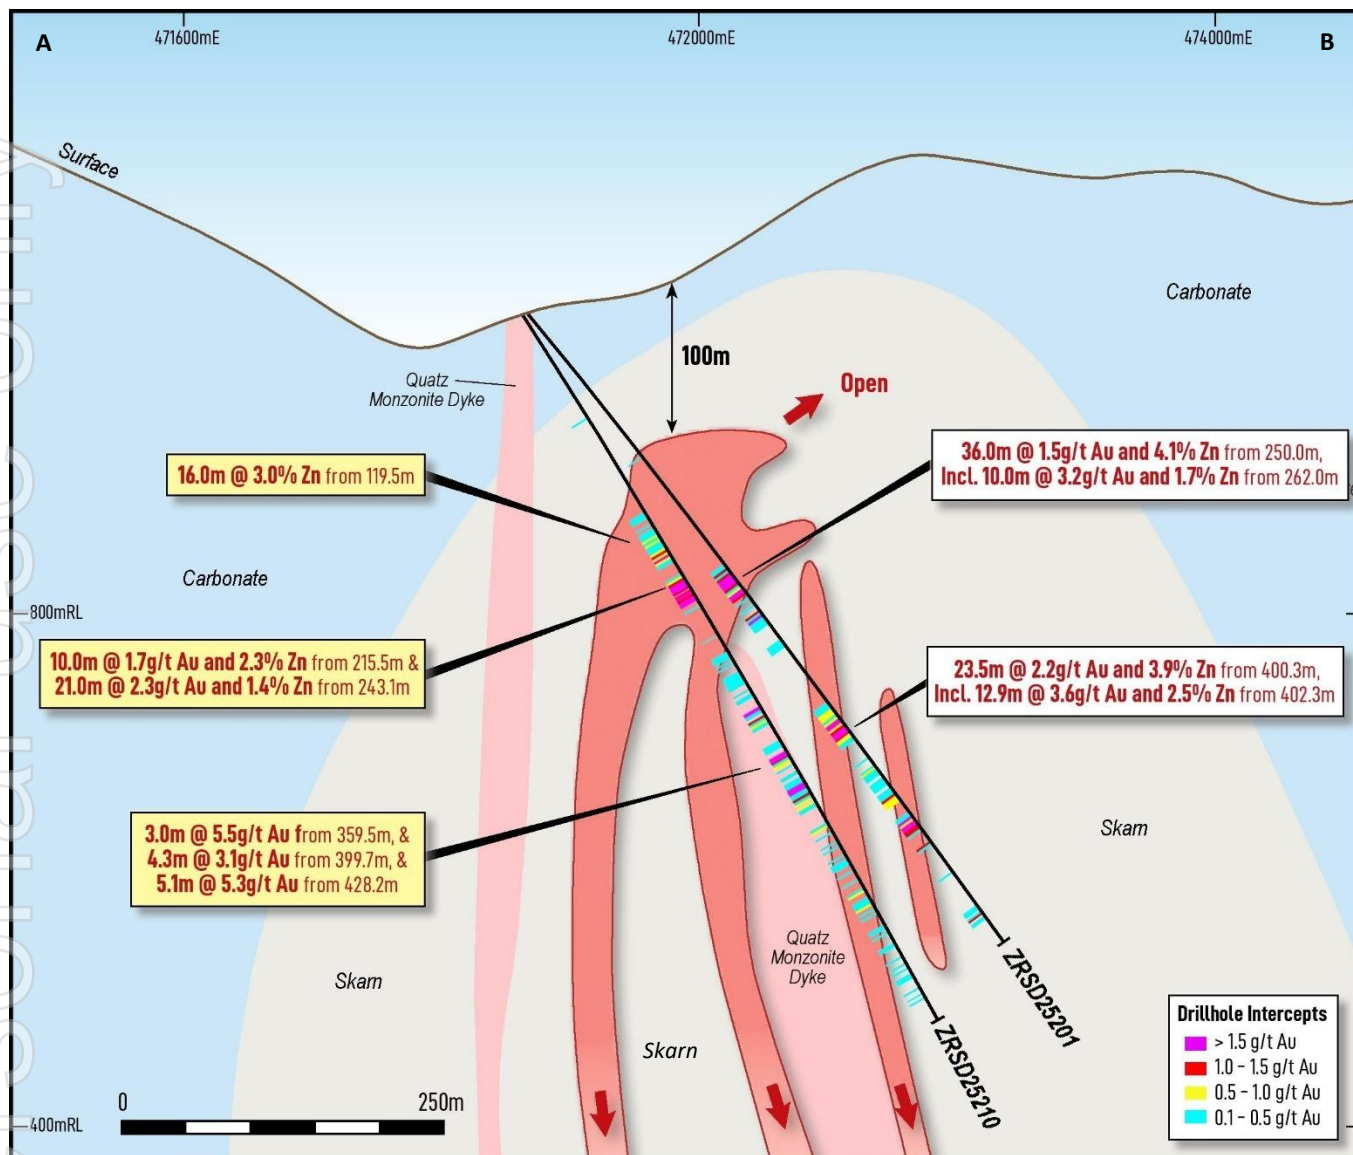 A
471600mE
472000mE
474000mE
B
Surface
Carbonate
100m
Open
Quatz
Monzonite Dyke
16.0m @ 3.0% Zn from 119.5m
36.0m @ 1.5g/t Au and 4.1% Zn from 250.0m,
Incl. 10.0m @ 3.2g/t Au and 1.7% Zn from 262.0m
Carbonate
800mRL
10.0m @ 1.7g/t Au and 2.3% Zn from 215.5m &
21.0m @ 2.3g/t Au and 1.4% Zn from 243.1m
23.5m @ 2.2g/t Au and 3.9% Zn from 400.3m,
Incl. 12.9m @ 3.6g/t Au and 2.5% Zn from 402.3m
3.0m @ 5.5g/t Au from 359.5m, &
4.3m @ 3.1g/t Au from 399.7m, &
5.1m @ 5.3g/t Au from 428.2m
Skarn
Quatz
Monzonite
Dyke
Skarn
Skarn
ZRSD25201
ZRSD25210
Drillhole Intercepts
> 1.5 g/t Au
1.0 – 1.5 g/t Au
0.5 – 1.0 g/t Au
0.1 – 0.5 g/t Au
0
250m
400mRL